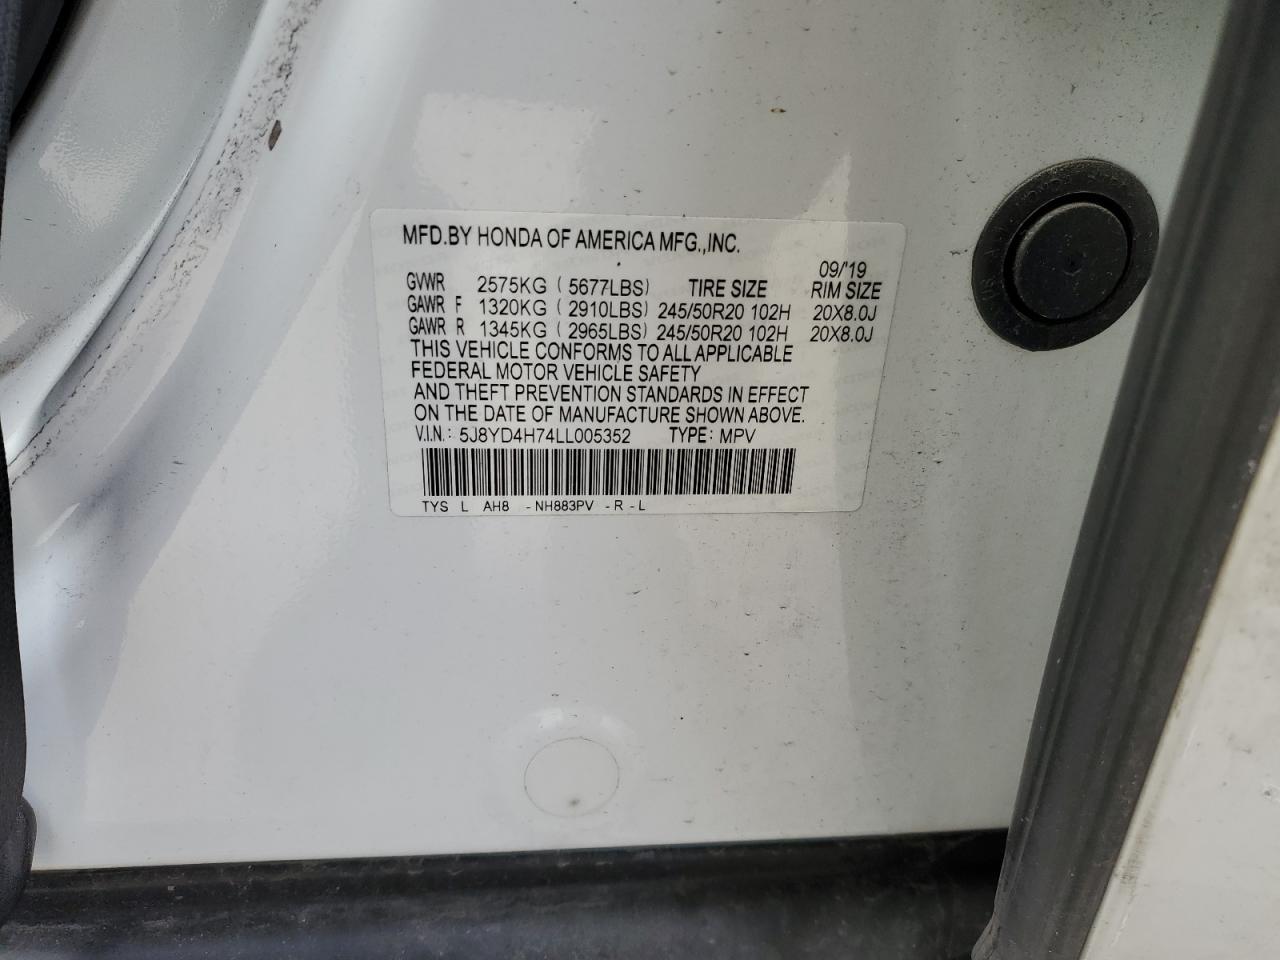 MFD.BY HONDA OF AMERICA MFG.,INC.
09/'19
GVWR 2575KG ( 5677LBS) TIRE SIZE RIM SIZE
GAWR F 1320KG ( 2910LBS) 245/50R20 102H 20X8.0J
GAWR R 1345KG ( 2965LBS) 245/50R20 102H 20X8.0J
THIS VEHICLE CONFORMS TO ALL APPLICABLE
FEDERAL MOTOR VEHICLE SAFETY
AND THEFT PREVENTION STANDARDS IN EFFECT
ON THE DATE OF MANUFACTURE SHOWN ABOVE.
V.I.N.: 5J8YD4H74LL005352 TYPE: MPV
TYS L AH8 -NH883PV -R-L